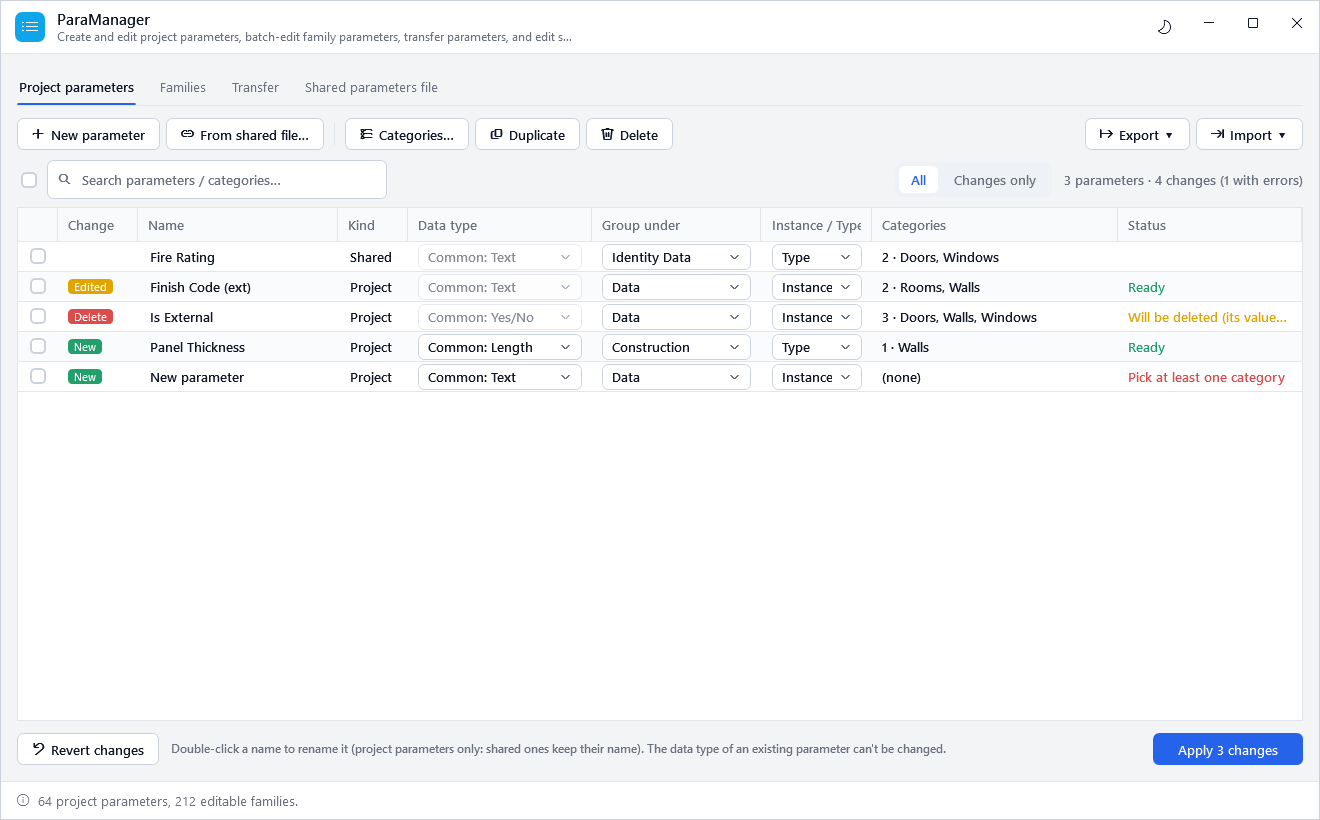 ParaManager
Create and edit project parameters, batch-edit family parameters, transfer parameters, and edit s...
Project parameters Families Transfer Shared parameters file
New parameter From shared file... Categories... Duplicate Delete Export ▾ Import ▾
Search parameters / categories... All Changes only 3 parameters · 4 changes (1 with errors)
Change Name Kind Data type Group under Instance / Type Categories Status
Fire Rating Shared Common: Text Identity Data Type 2 · Doors, Windows
Edited Finish Code (ext) Project Common: Text Data Instance 2 · Rooms, Walls Ready
Delete Is External Project Common: Yes/No Data Instance 3 · Doors, Walls, Windows Will be deleted (its value...
New Panel Thickness Project Common: Length Construction Type 1 · Walls Ready
New New parameter Project Common: Text Data Instance (none) Pick at least one category
Revert changes Double-click a name to rename it (project parameters only: shared ones keep their name). The data type of an existing parameter can't be changed. Apply 3 changes
64 project parameters, 212 editable families.